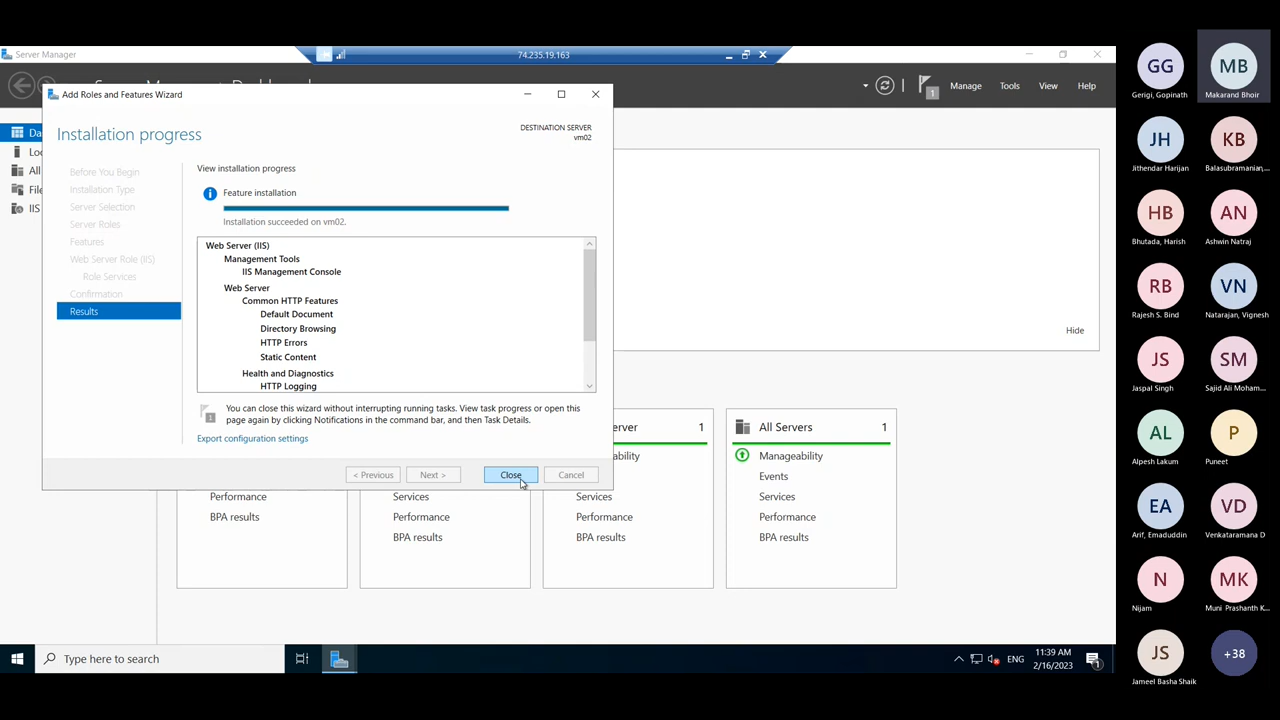 Server Manager
74.235.19.163
Manage
Tools
View
Help
1
Add Roles and Features Wizard
Installation progress
DESTINATION SERVER
vm02
Before You Begin
Installation Type
Server Selection
Server Roles
Features
Web Server Role (IIS)
Role Services
Confirmation
Results
View installation progress
Feature installation
Installation succeeded on vm02.
Web Server (IIS)
Management Tools
IIS Management Console
Web Server
Common HTTP Features
Default Document
Directory Browsing
HTTP Errors
Static Content
Health and Diagnostics
HTTP Logging
You can close this wizard without interrupting running tasks. View task progress or open this
page again by clicking Notifications in the command bar, and then Task Details.
Export configuration settings
< Previous
Next >
Close
Cancel
Da
Loc
All
File
IIS
Hide
Performance
BPA results
Services
Performance
BPA results
erver 1
ability
Services
Performance
BPA results
All Servers 1
Manageability
Events
Services
Performance
BPA results
Type here to search
ENG
11:39 AM
2/16/2023
1
GG
Gerigi, Gopinath
MB
Makarand Bhoir
JH
Jithendar Harijan
KB
Balasubramanian,...
HB
Bhutada, Harish
AN
Ashwin Natraj
RB
Rajesh S. Bind
VN
Natarajan, Vignesh
JS
Jaspal Singh
SM
Sajid Ali Moham...
AL
Alpesh Lakum
P
Puneet
EA
Arif, Emaduddin
VD
Venkataramana D
N
Nijam
MK
Muni Prashanth K...
JS
Jameel Basha Shaik
+38